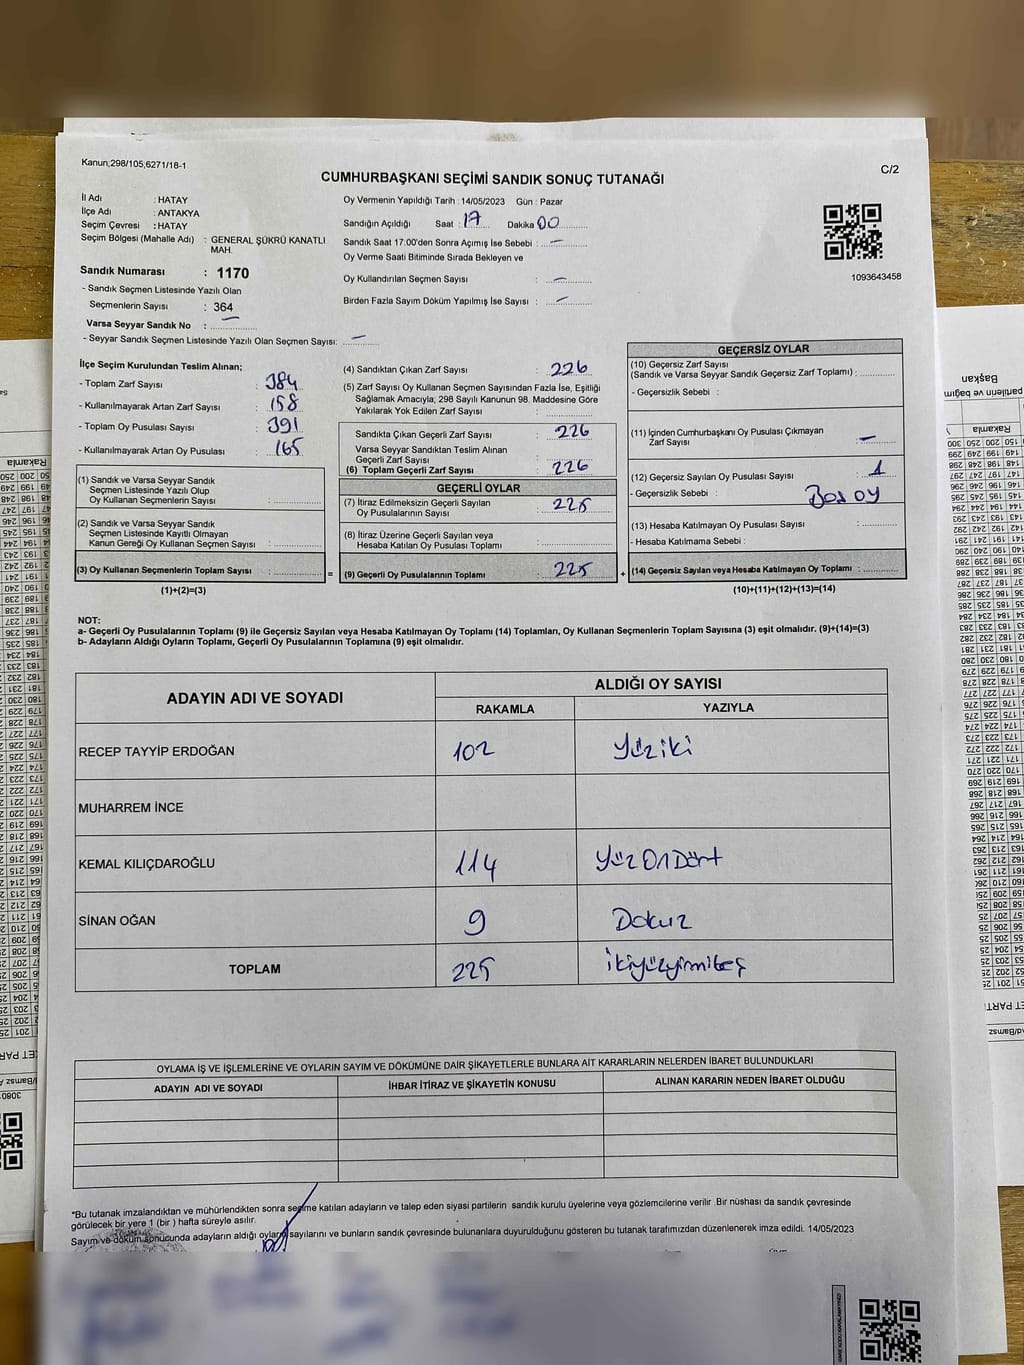 Kanun;298/105;6271/18-1
C/2
CUMHURBAŞKANI SEÇİMİ SANDIK SONUÇ TUTANAĞI
İl Adı : HATAY
İlçe Adı : ANTAKYA
Seçim Çevresi : HATAY
Seçim Bölgesi (Mahalle Adı) : GENERAL ŞÜKRÜ KANATLI
MAH.
Sandık Numarası : 1170
- Sandık Seçmen Listesinde Yazılı Olan
Seçmenlerin Sayısı : 364
Varsa Seyyar Sandık No : —
- Seyyar Sandık Seçmen Listesinde Yazılı Olan Seçmen Sayısı: —
Oy Vermenin Yapıldığı Tarih : 14/05/2023 Gün : Pazar
Sandığın Açıldığı Saat : 17 Dakika 00
Sandık Saat 17:00'den Sonra Açımış İse Sebebi : —
Oy Verme Saati Bitiminde Sırada Bekleyen ve
Oy Kullandırılan Seçmen Sayısı : —
Birden Fazla Sayım Döküm Yapılmış İse Sayısı : —
1093643458
İlçe Seçim Kurulundan Teslim Alınan;
- Toplam Zarf Sayısı : 384
- Kullanılmayarak Artan Zarf Sayısı : 158
- Toplam Oy Pusulası Sayısı : 391
- Kullanılmayarak Artan Oy Pusulası : 165
(1) Sandık ve Varsa Seyyar Sandık
Seçmen Listesinde Yazılı Olup
Oy Kullanan Seçmenlerin Sayısı :
(2) Sandık ve Varsa Seyyar Sandık
Seçmen Listesinde Kayıtlı Olmayan
Kanun Gereği Oy Kullanan Seçmen Sayısı :
(3) Oy Kullanan Seçmenlerin Toplam Sayısı :
(1)+(2)=(3)
=
(4) Sandıktan Çıkan Zarf Sayısı : 226
(5) Zarf Sayısı Oy Kullanan Seçmen Sayısından Fazla İse, Eşitliği
Sağlamak Amacıyla; 298 Sayılı Kanunun 98. Maddesine Göre
Yakılarak Yok Edilen Zarf Sayısı :
Sandıkta Çıkan Geçerli Zarf Sayısı : 226
Varsa Seyyar Sandıktan Teslim Alınan
Geçerli Zarf Sayısı :
(6) Toplam Geçerli Zarf Sayısı : 226
GEÇERLİ OYLAR
(7) İtiraz Edilmeksizin Geçerli Sayılan
Oy Pusulalarının Sayısı : 225
(8) İtiraz Üzerine Geçerli Sayılan veya
Hesaba Katılan Oy Pusulası Toplamı :
(9) Geçerli Oy Pusulalarının Toplamı : 225
+
GEÇERSİZ OYLAR
(10) Geçersiz Zarf Sayısı
(Sandık ve Varsa Seyyar Sandık Geçersiz Zarf Toplamı) :
- Geçersizlik Sebebi :
(11) İçinden Cumhurbaşkanı Oy Pusulası Çıkmayan
Zarf Sayısı : —
(12) Geçersiz Sayılan Oy Pusulası Sayısı : 1
- Geçersizlik Sebebi : Boş oy
(13) Hesaba Katılmayan Oy Pusulası Sayısı :
- Hesaba Katılmama Sebebi :
(14) Geçersiz Sayılan veya Hesaba Katılmayan Oy Toplamı :
(10)+(11)+(12)+(13)=(14)
NOT:
a- Geçerli Oy Pusulalarının Toplamı (9) ile Geçersiz Sayılan veya Hesaba Katılmayan Oy Toplamı (14) Toplamları, Oy Kullanan Seçmenlerin Toplam Sayısına (3) eşit olmalıdır. (9)+(14)=(3)
b- Adayların Aldığı Oyların Toplamı, Geçerli Oy Pusulalarının Toplamına (9) eşit olmalıdır.
ADAYIN ADI VE SOYADI
ALDIĞI OY SAYISI
RAKAMLA YAZIYLA
RECEP TAYYİP ERDOĞAN 102 Yüziki
MUHARREM İNCE
KEMAL KILIÇDAROĞLU 114 YüzOnDört
SİNAN OĞAN 9 Dokuz
TOPLAM 225 ikiyüzyirmibeş
OYLAMA İŞ VE İŞLEMLERİNE VE OYLARIN SAYIM VE DÖKÜMÜNE DAİR ŞİKAYETLERLE BUNLARA AİT KARARLARIN NELERDEN İBARET BULUNDUKLARI
ADAYIN ADI VE SOYADI İHBAR İTİRAZ VE ŞİKAYETİN KONUSU ALINAN KARARIN NEDEN İBARET OLDUĞU
*Bu tutanak imzalandıktan ve mühürlendikten sonra seçime katılan adayların ve talep eden siyasi partilerin sandık kurulu üyelerine veya gözlemcilerine verilir .Bir nüshası da sandık çevresinde
görülecek bir yere 1 (bir ) hafta süreyle asılır.
Sayım ve döküm sonucunda adayların aldığı oyların sayılarını ve bunların sandık çevresinde bulunanlara duyurulduğunu gösteren bu tutanak tarafımızdan düzenlenerek imza edildi. 14/05/2023